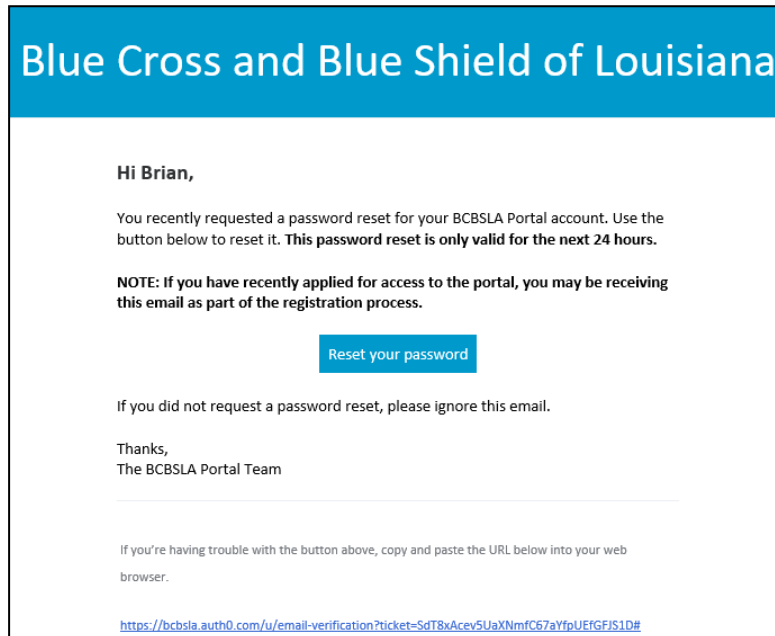 Blue Cross and Blue Shield of Louisiana
Hi Brian,
You recently requested a password reset for your BCBSLA Portal account. Use the
button below to reset it. This password reset is only valid for the next 24 hours.
NOTE: If you have recently applied for access to the portal, you may be receiving
this email as part of the registration process.
Reset your password
If you did not request a password reset, please ignore this email.
Thanks,
The BCBSLA Portal Team
If you're having trouble with the button above, copy and paste the URL below into your web
browser.
https://bcbsla.auth0.com/u/email-verification?ticket=SdT8xAcev5UaXNmfC67aYfpUEfGFJS1D#